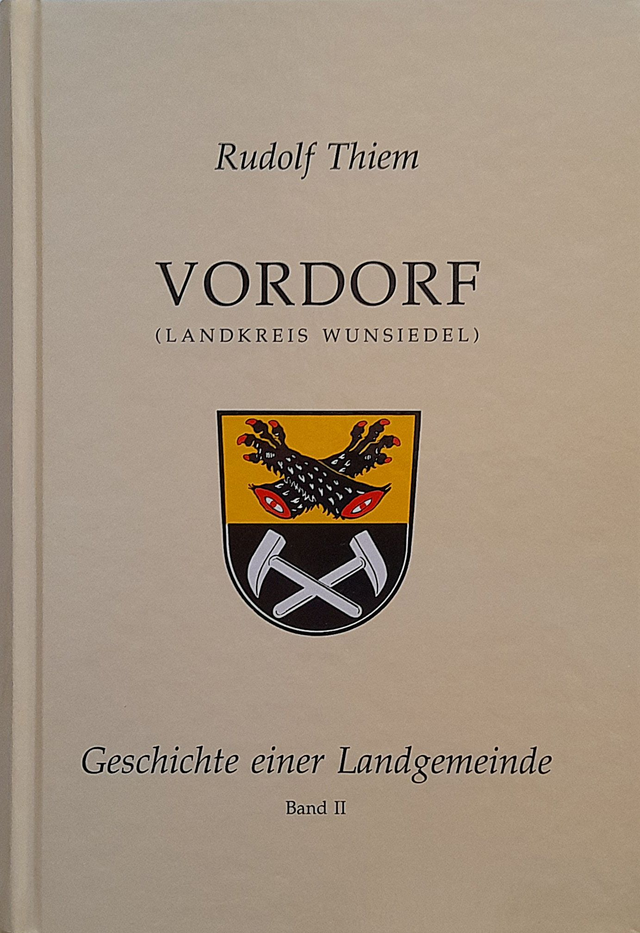 Rudolf Thiem
VORDORF
(LANDKREIS WUNSIEDEL)
Geschichte einer Landgemeinde
Band II